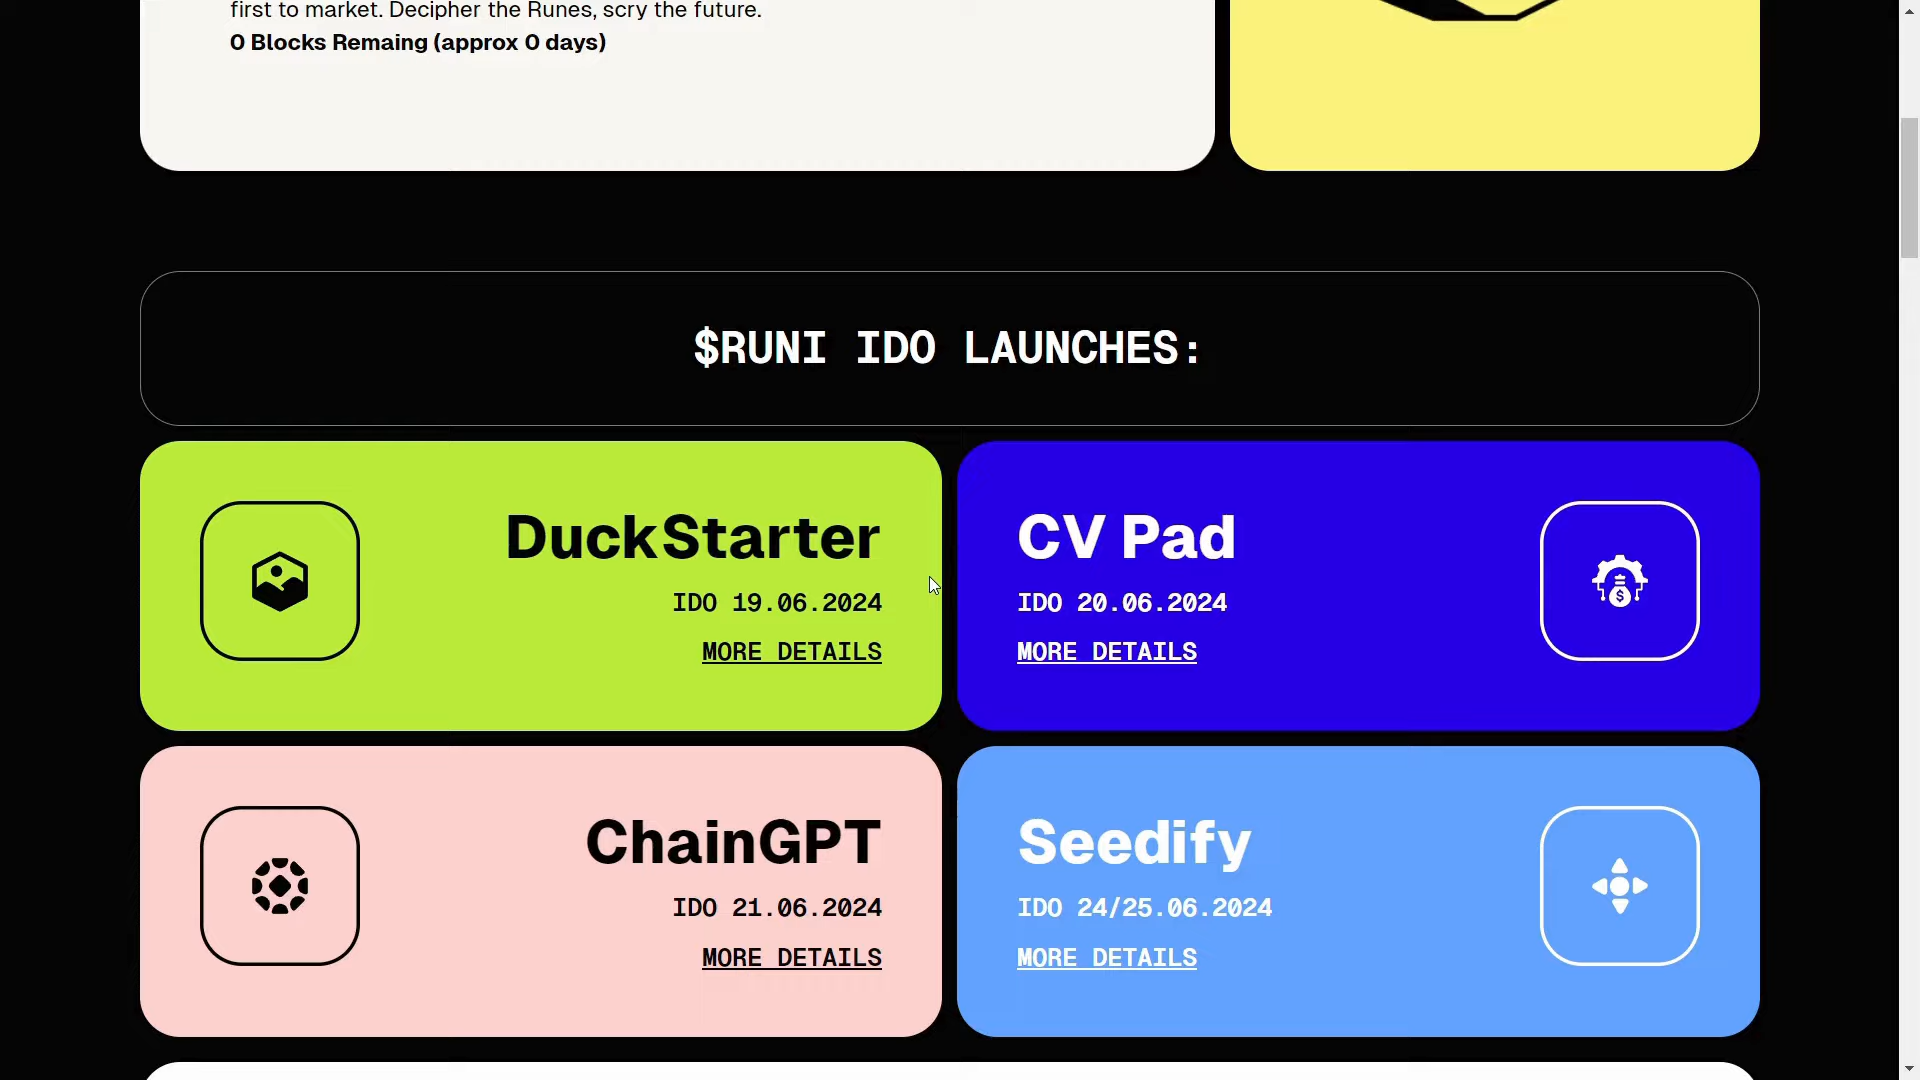 first to market. Decipher the Runes, scry the future.
0 Blocks Remaing (approx 0 days)
$RUNI IDO LAUNCHES:
DuckStarter
IDO 19.06.2024
MORE DETAILS
CV Pad
IDO 20.06.2024
MORE DETAILS
ChainGPT
IDO 21.06.2024
MORE DETAILS
Seedify
IDO 24/25.06.2024
MORE DETAILS